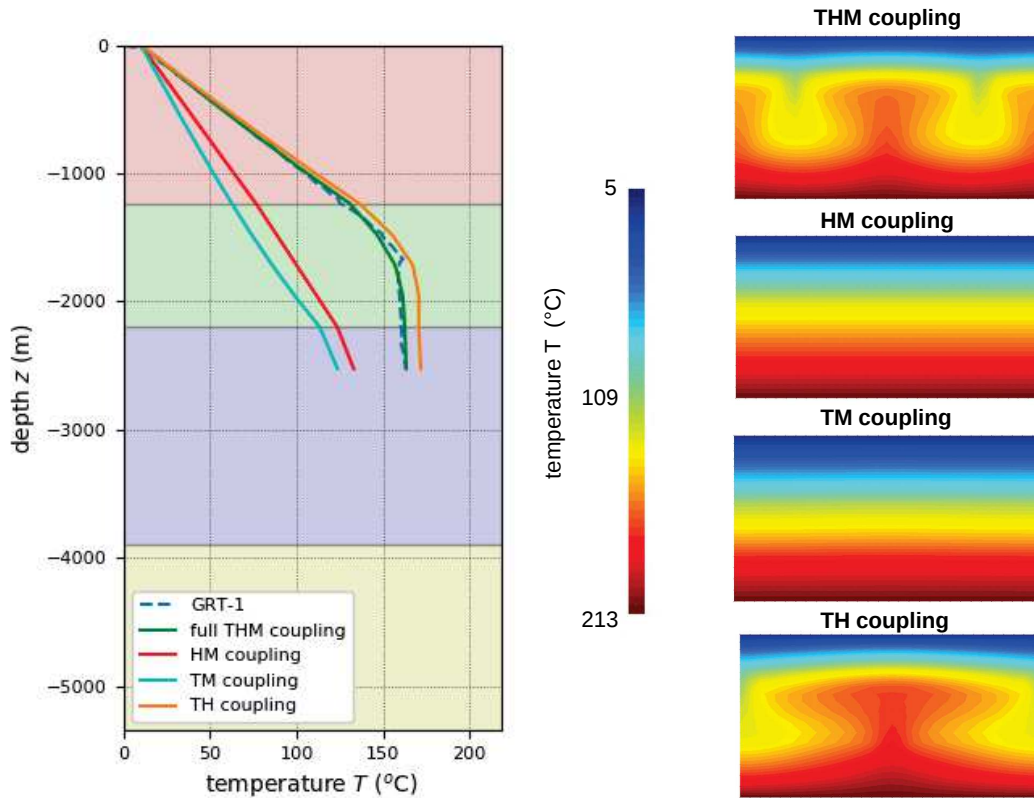 0
−1000
−2000
−3000
−4000
−5000
depth z (m)
GRT-1
full THM coupling
HM coupling
TM coupling
TH coupling
0
50
100
150
200
temperature T (ºC)
5
109
213
temperature T (°C)
THM coupling
HM coupling
TM coupling
TH coupling